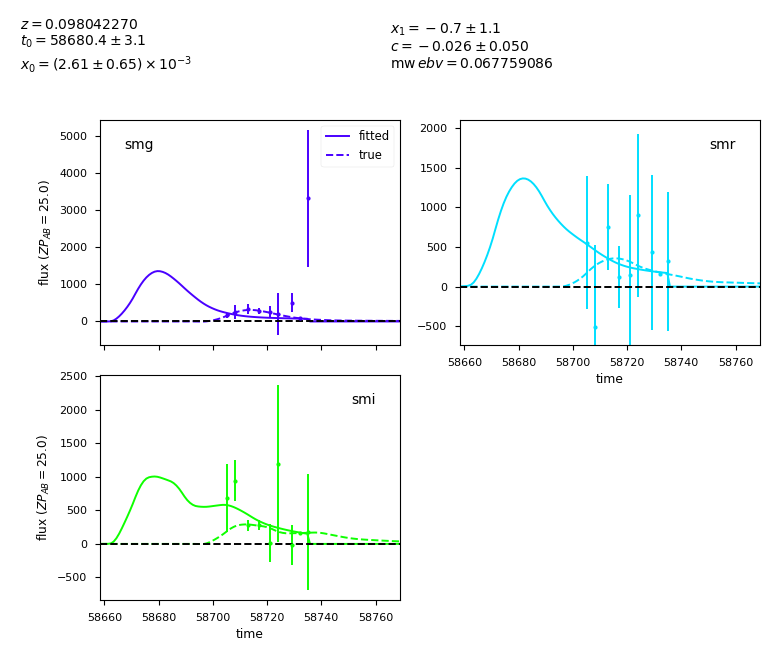 z = 0.098042270
t₀ = 58680.4 ± 3.1
x₀ = (2.61 ± 0.65) × 10⁻³
x₁ = −0.7 ± 1.1
c = −0.026 ± 0.050
mw ebv = 0.067759086
smg
fitted
true
5000
4000
3000
2000
1000
0
flux (ZP_AB = 25.0)
smr
2000
1500
1000
500
0
−500
58660 58680 58700 58720 58740 58760
time
smi
2500
2000
1500
1000
500
0
−500
flux (ZP_AB = 25.0)
58660 58680 58700 58720 58740 58760
time